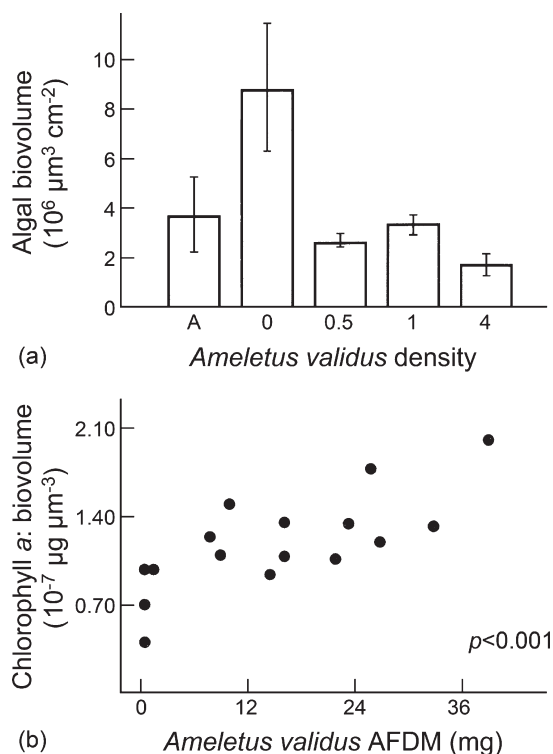 Algal biovolume
(10⁶ µm³ cm⁻²)
10
8
6
4
2
0
A 0 0.5 1 4
(a) Ameletus validus density
Chlorophyll a: biovolume
(10⁻⁷ µg µm⁻³)
2.10
1.40
0.70
p<0.001
0 12 24 36
(b) Ameletus validus AFDM (mg)